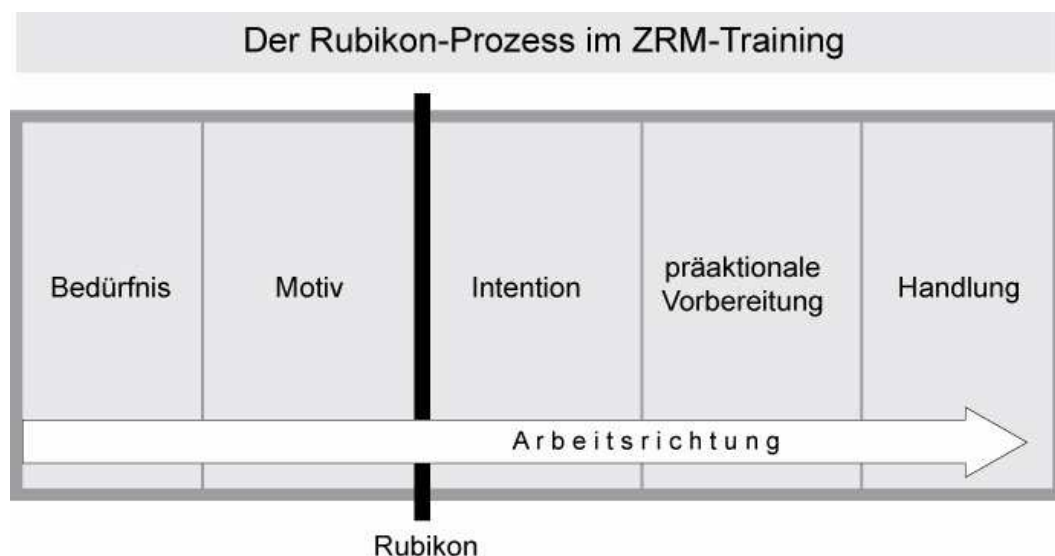 Der Rubikon-Prozess im ZRM-Training
Bedürfnis
Motiv
Intention
präaktionale
Vorbereitung
Handlung
Arbeitsrichtung
Rubikon